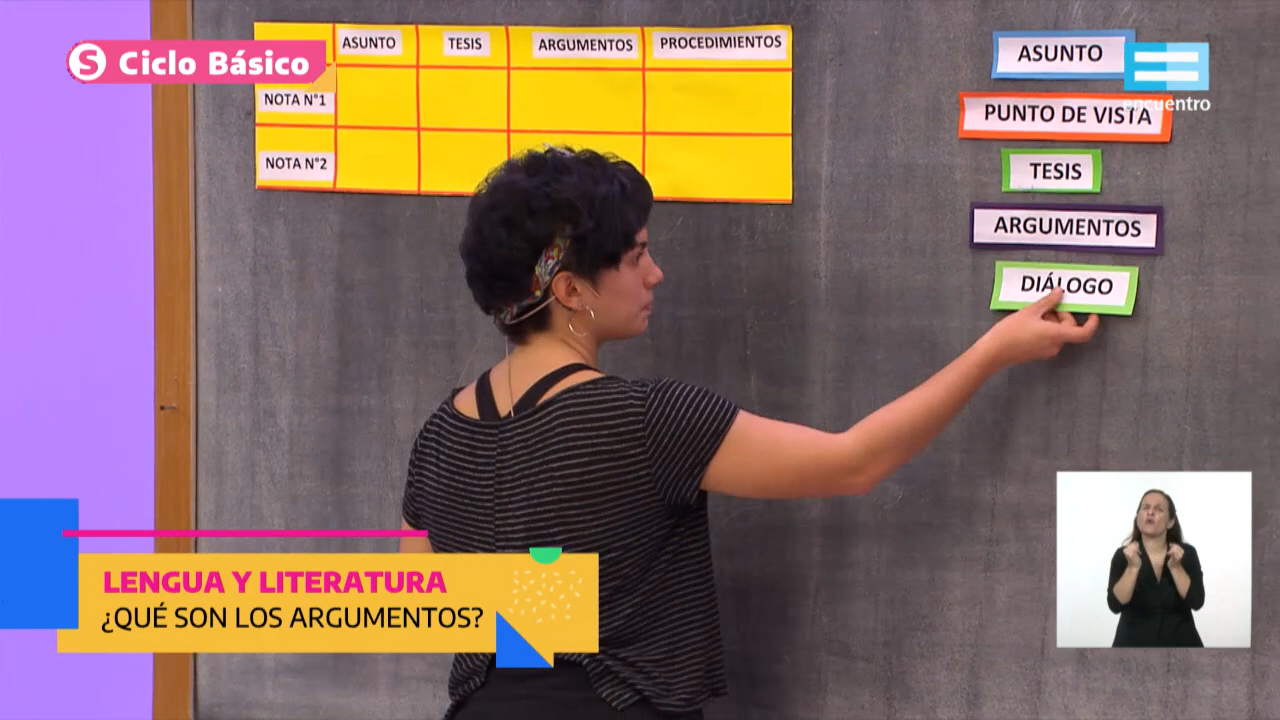 S Ciclo Básico
ASUNTO TESIS ARGUMENTOS PROCEDIMIENTOS
NOTA N°1
NOTA N°2
ASUNTO
encuentro
PUNTO DE VISTA
TESIS
ARGUMENTOS
DIÁLOGO
LENGUA Y LITERATURA
¿QUÉ SON LOS ARGUMENTOS?